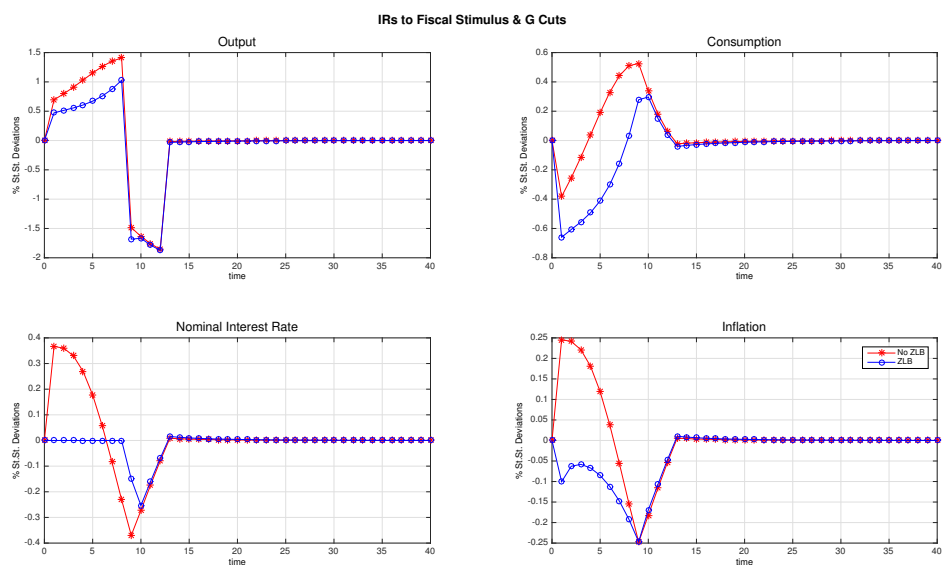 IRs to Fiscal Stimulus & G Cuts
Output
% St.St. Deviations
1.5
1
0.5
0
-0.5
-1
-1.5
-2
0 5 10 15 20 25 30 35 40
time
Consumption
% St.St. Deviations
0.6
0.4
0.2
0
-0.2
-0.4
-0.6
-0.8
0 5 10 15 20 25 30 35 40
time
Nominal Interest Rate
% St.St. Deviations
0.4
0.3
0.2
0.1
0
-0.1
-0.2
-0.3
-0.4
0 5 10 15 20 25 30 35 40
time
Inflation
% St.St. Deviations
0.25
0.2
0.15
0.1
0.05
0
-0.05
-0.1
-0.15
-0.2
-0.25
0 5 10 15 20 25 30 35 40
time
No ZLB
ZLB